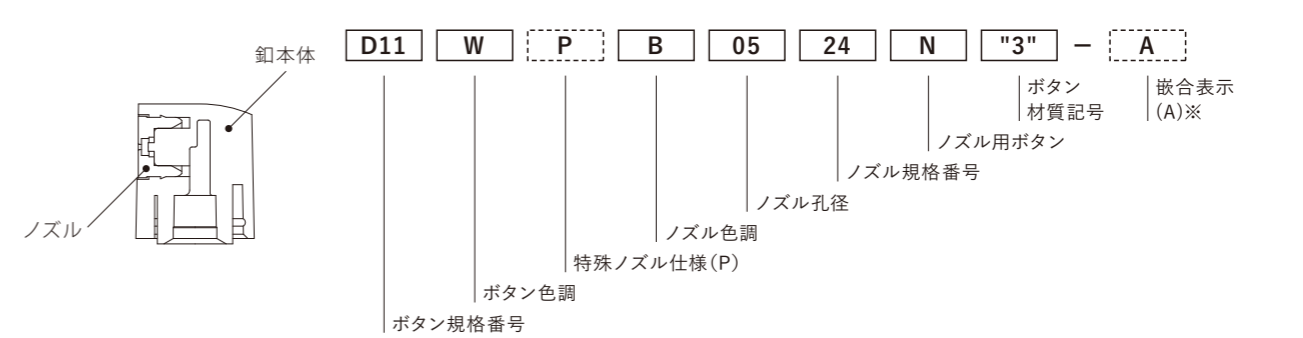 D11 W P B 05 24 N "3" － A
釦本体
ボタン
材質記号
嵌合表示
(A)※
ノズル用ボタン
ノズル規格番号
ノズル孔径
ノズル
ノズル色調
特殊ノズル仕様(P)
ボタン色調
ボタン規格番号